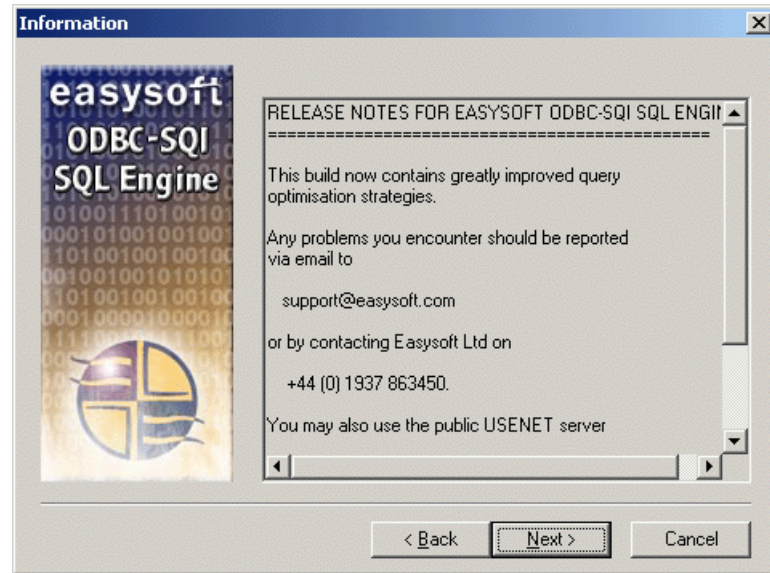 Information
easysoft
ODBC-SQI
SQL Engine
RELEASE NOTES FOR EASYSOFT ODBC-SQI SQL ENGIN
==============================================
This build now contains greatly improved query
optimisation strategies.
Any problems you encounter should be reported
via email to
support@easysoft.com
or by contacting Easysoft Ltd on
+44 (0) 1937 863450.
You may also use the public USENET server
< Back
Next >
Cancel